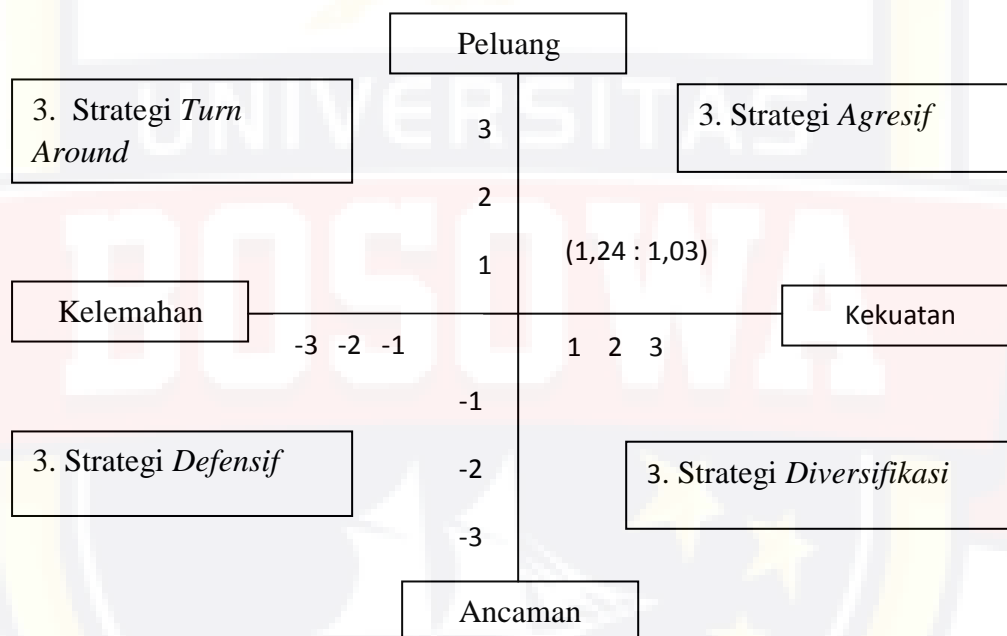 Peluang
3. Strategi Turn
Around
3. Strategi Agresif
3
2
1
(1,24 : 1,03)
Kelemahan
Kekuatan
-3 -2 -1
1 2 3
-1
-2
-3
3. Strategi Defensif
3. Strategi Diversifikasi
Ancaman
UNIVERSITAS
BOSOWA